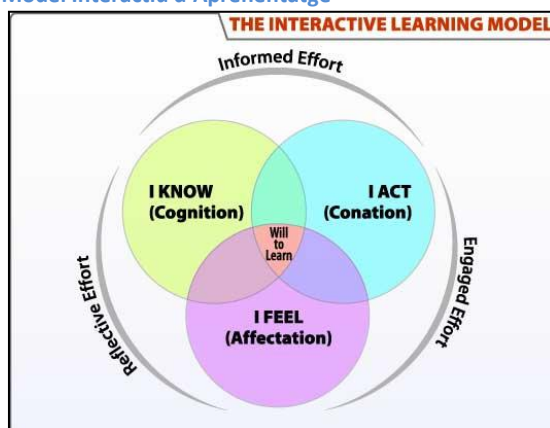 Model Interactiu d'Aprenentatge
THE INTERACTIVE LEARNING MODEL
Informed Effort
I KNOW
(Cognition)
I ACT
(Conation)
Will
to
Learn
I FEEL
(Affectation)
Reflective Effort
Engaged Effort